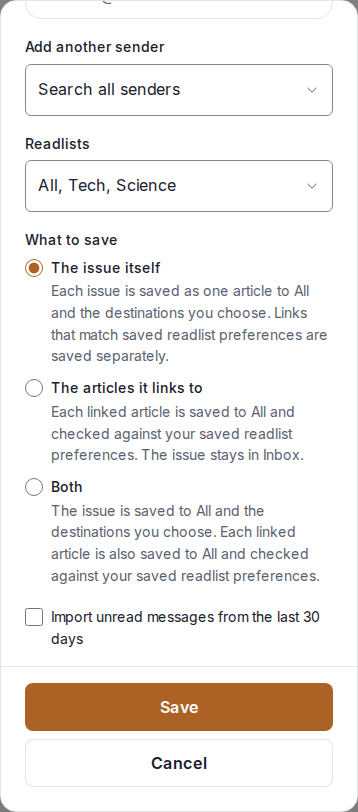 Add another sender
Search all senders
Readlists
All, Tech, Science
What to save
The issue itself
Each issue is saved as one article to All
and the destinations you choose. Links
that match saved readlist preferences are
saved separately.
The articles it links to
Each linked article is saved to All and
checked against your saved readlist
preferences. The issue stays in Inbox.
Both
The issue is saved to All and the
destinations you choose. Each linked
article is also saved to All and checked
against your saved readlist preferences.
Import unread messages from the last 30
days
Save
Cancel